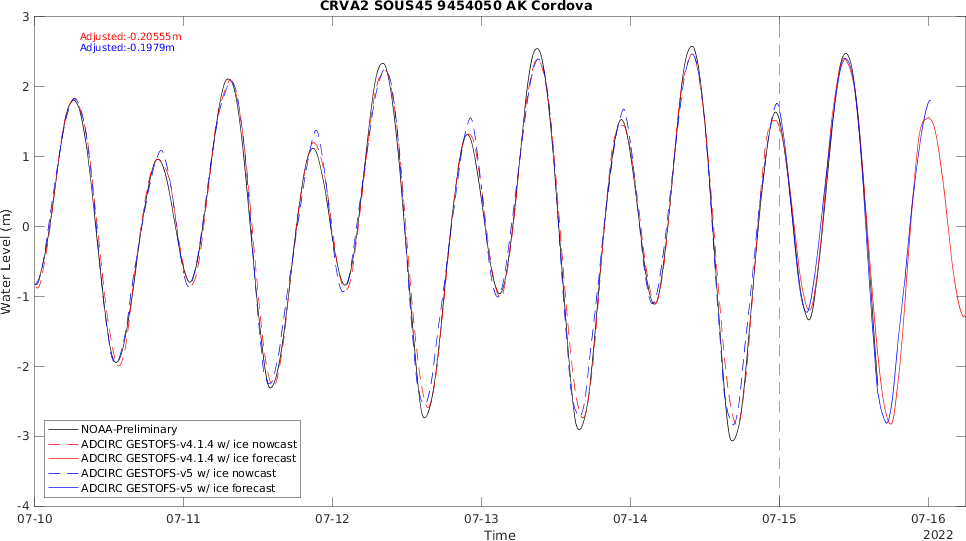 CRVA2 SOUS45 9454050 AK Cordova
Adjusted:-0.20555m
Adjusted:-0.1979m
3
2
1
0
-1
-2
-3
-4
Water Level (m)
NOAA-Preliminary
ADCIRC GESTOFS-v4.1.4 w/ ice nowcast
ADCIRC GESTOFS-v4.1.4 w/ ice forecast
ADCIRC GESTOFS-v5 w/ ice nowcast
ADCIRC GESTOFS-v5 w/ ice forecast
07-10 07-11 07-12 07-13 07-14 07-15 07-16
Time
2022